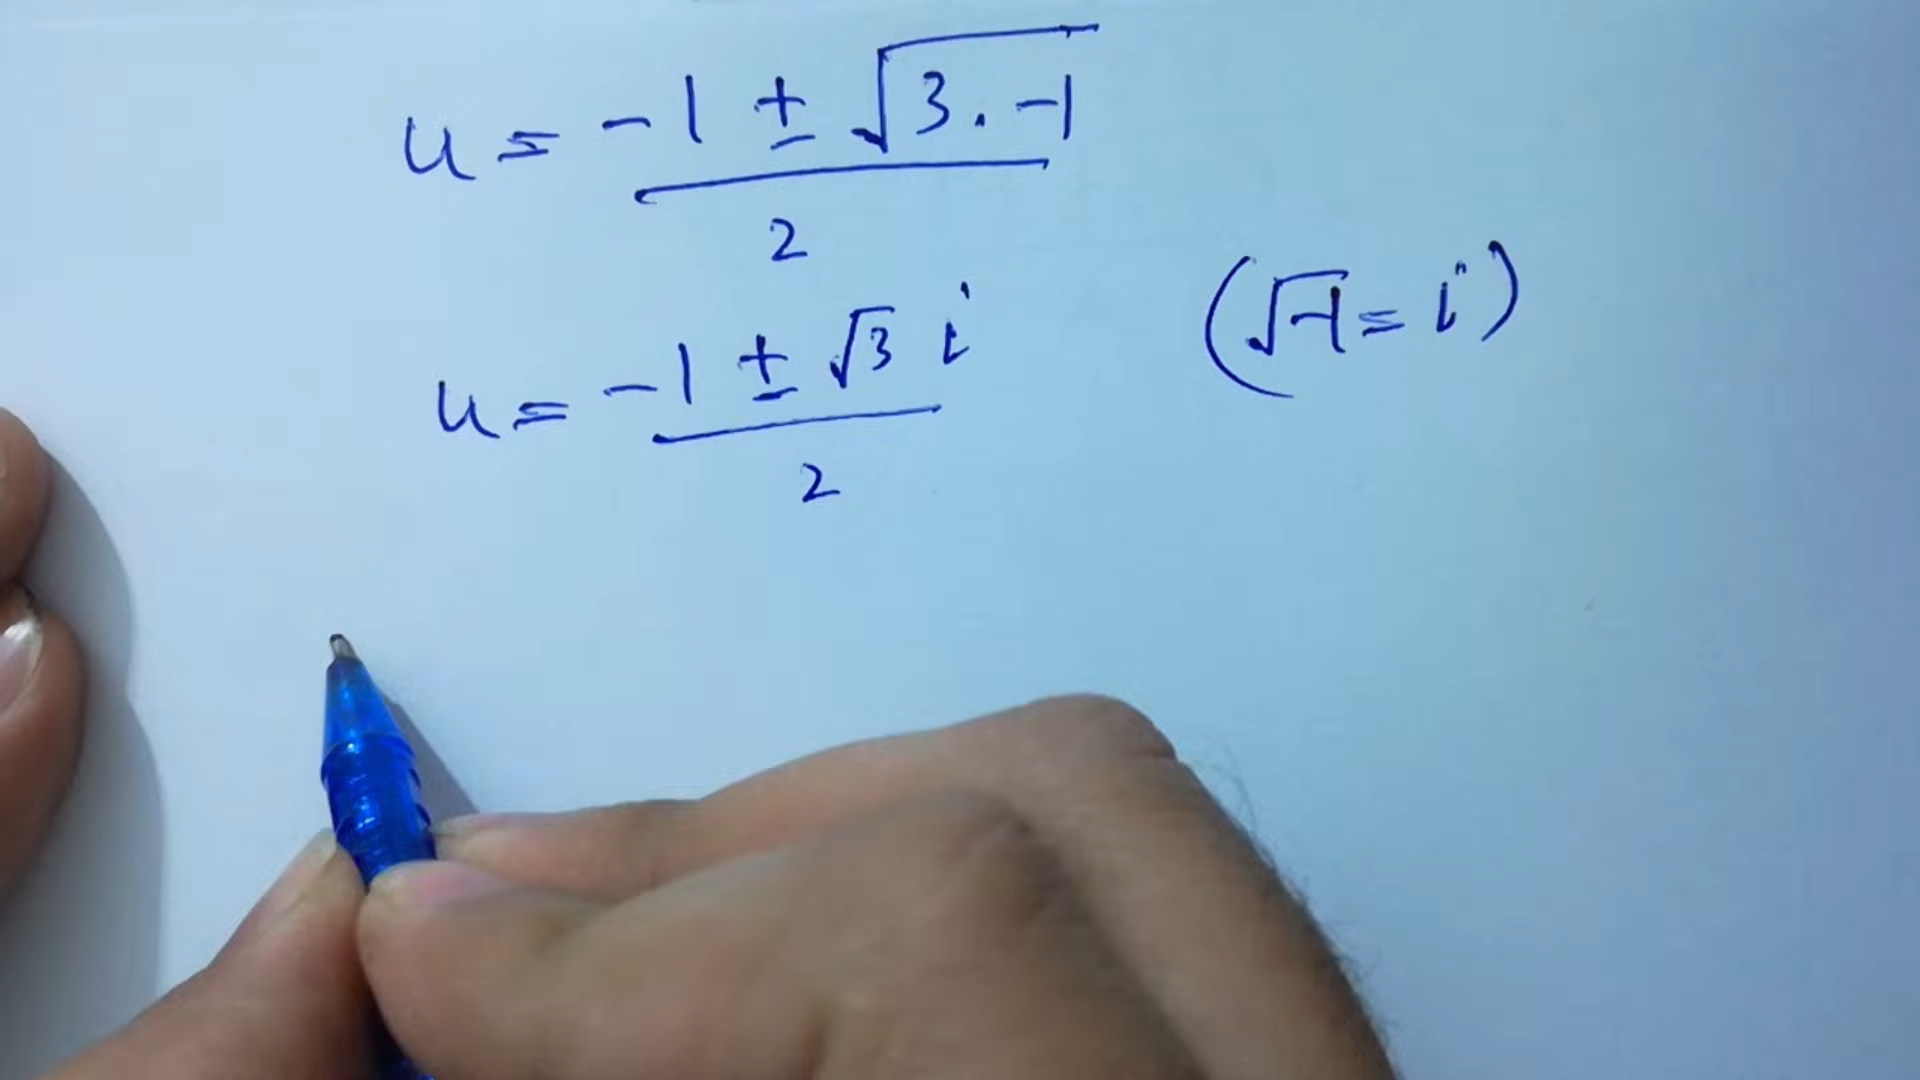 u = -1 ± √3 . -1
2
(√-1 = i)
u = -1 ± √3 i
2